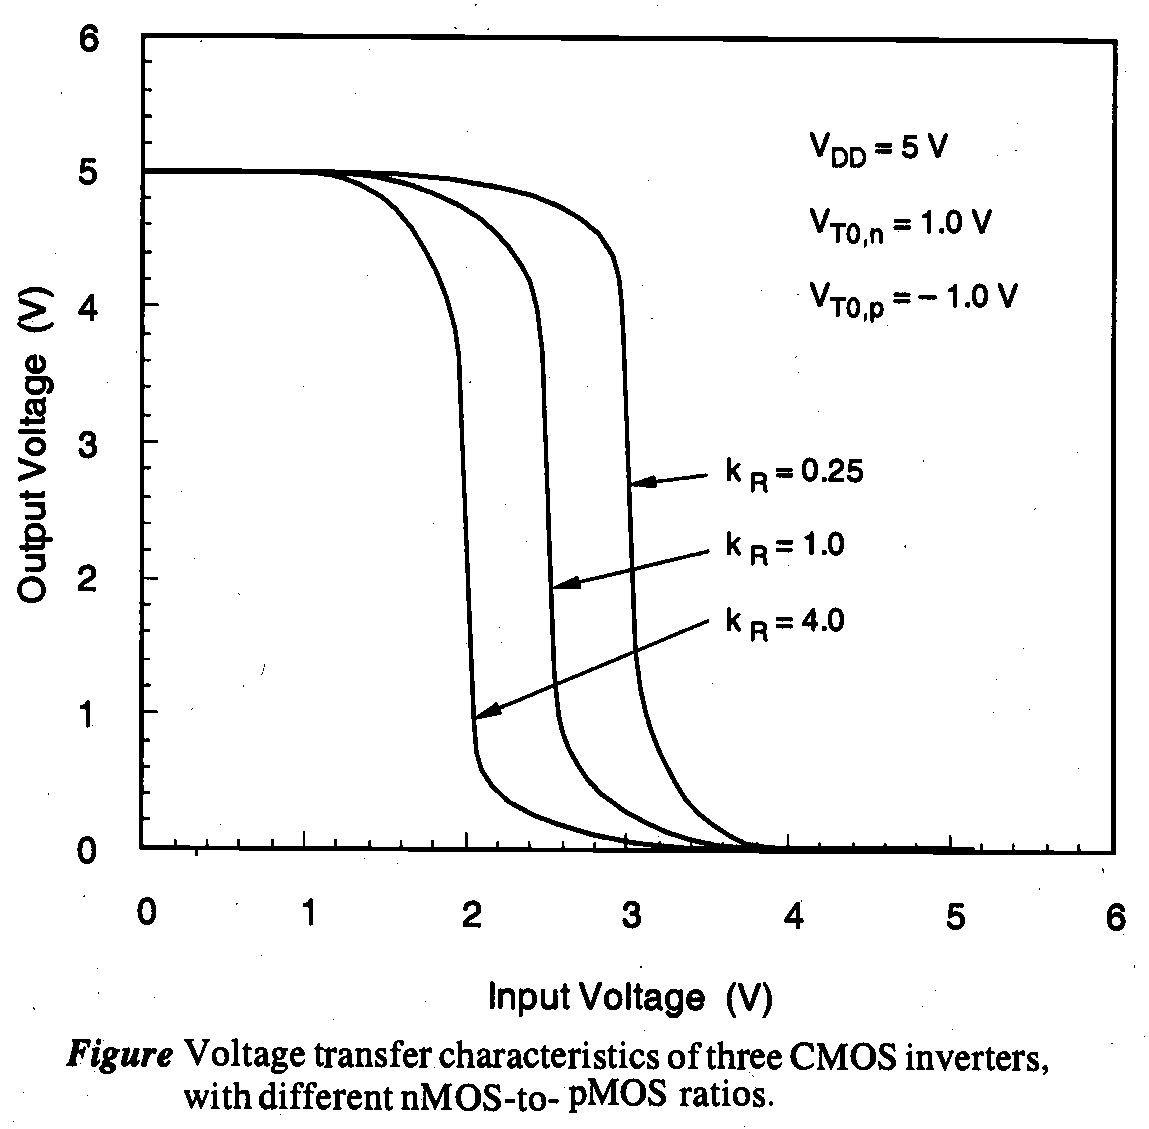 6
5
4
3
2
1
0
Output Voltage (V)
V_DD = 5 V
V_T0,n = 1.0 V
V_T0,p = - 1.0 V
k_R = 0.25
k_R = 1.0
k_R = 4.0
0 1 2 3 4 5 6
Input Voltage (V)
Figure Voltage transfer characteristics of three CMOS inverters,
with different nMOS-to- pMOS ratios.